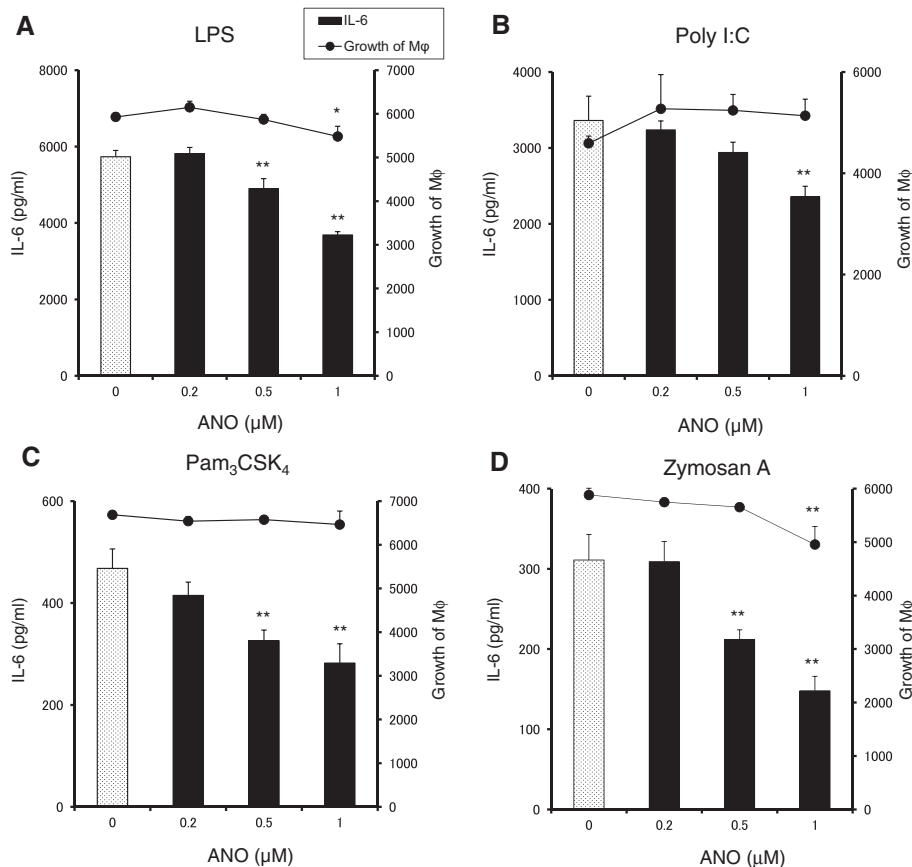 A
LPS
IL-6
Growth of Mφ
IL-6 (pg/ml)
8000
6000
4000
2000
0
7000
6000
5000
4000
3000
2000
1000
0
Growth of Mφ
*
**
**
0 0.2 0.5 1
ANO (µM)
B
Poly I:C
IL-6 (pg/ml)
4000
3000
2000
1000
0
6000
4000
2000
0
Growth of Mφ
**
0 0.2 0.5 1
ANO (µM)
C
Pam₃CSK₄
IL-6 (pg/ml)
600
400
200
0
7000
6000
5000
4000
3000
2000
1000
0
Growth of Mφ
** **
0 0.2 0.5 1
ANO (µM)
D
Zymosan A
IL-6 (pg/ml)
400
300
200
100
0
6000
5000
4000
3000
2000
1000
0
Growth of Mφ
**
**
**
0 0.2 0.5 1
ANO (µM)